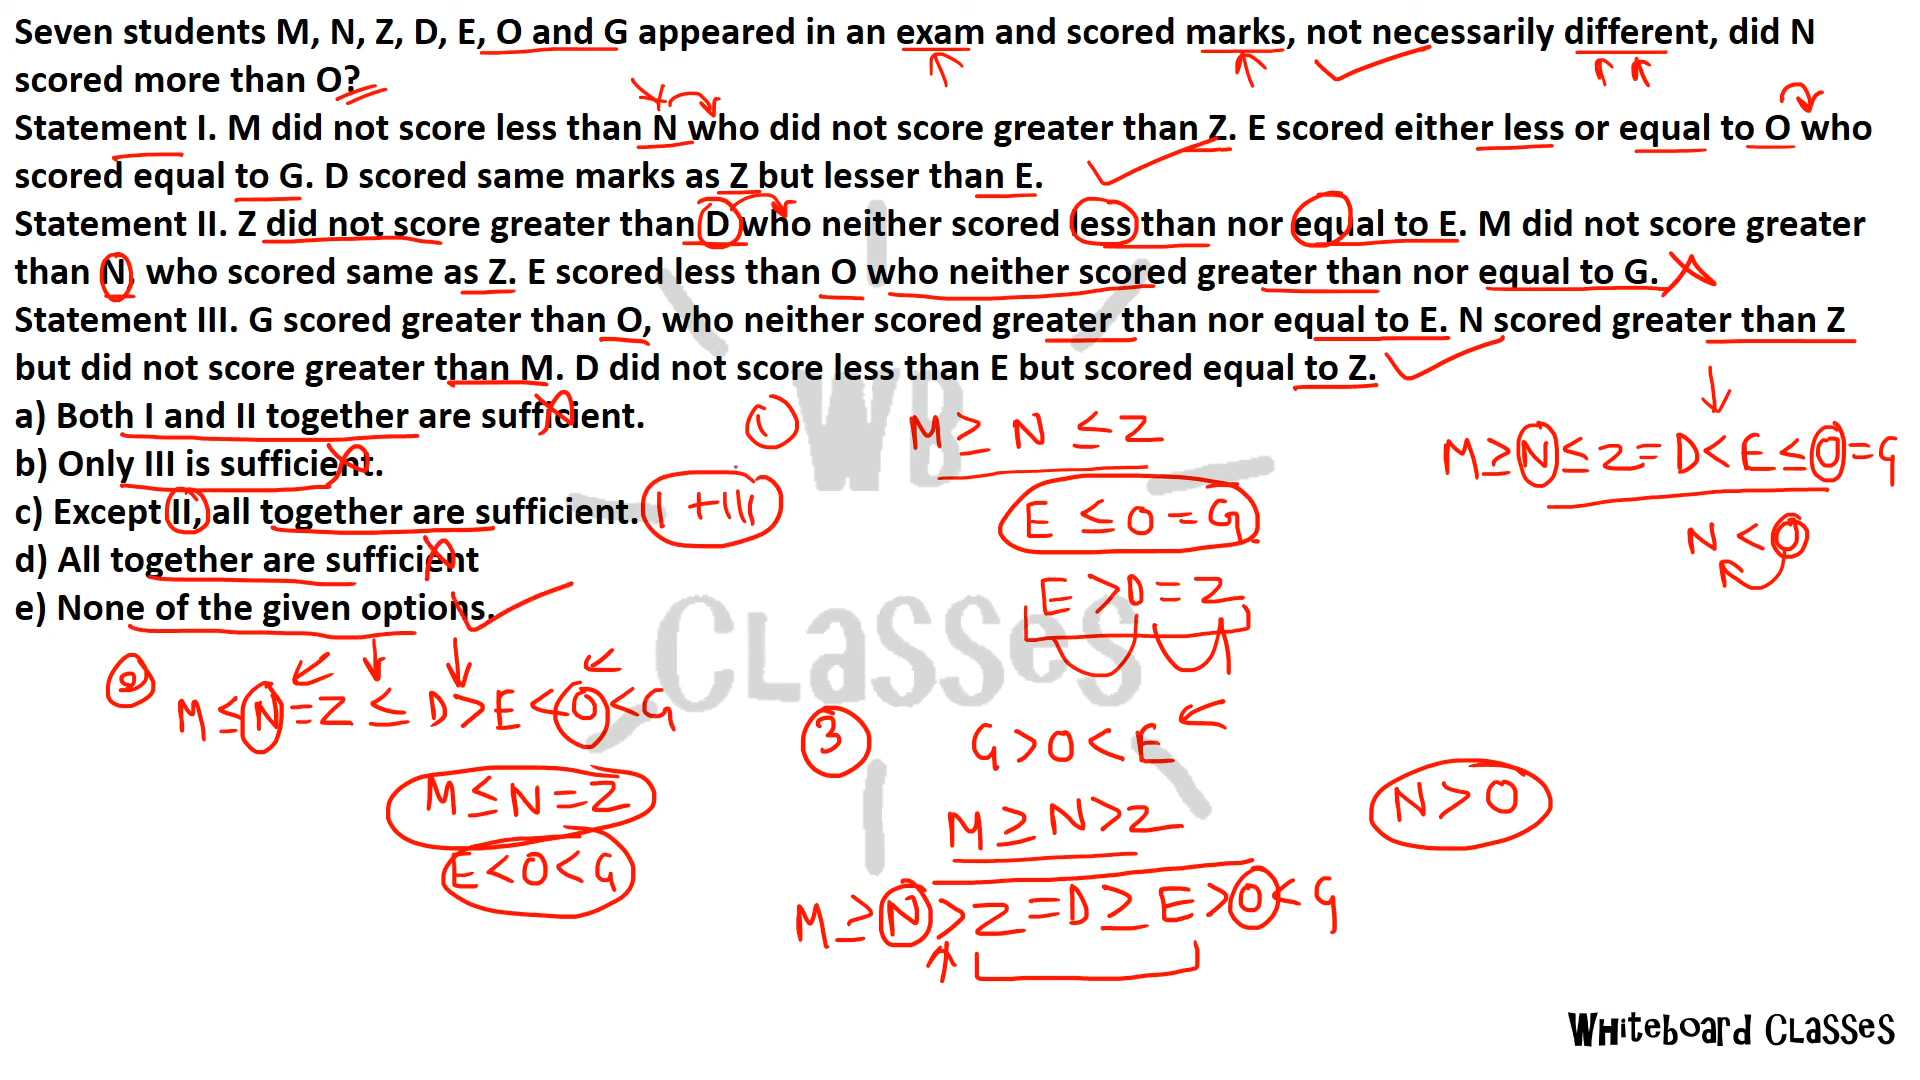 Seven students M, N, Z, D, E, O and G appeared in an exam and scored marks, not necessarily different, did N
scored more than O?
Statement I. M did not score less than N who did not score greater than Z. E scored either less or equal to O who
scored equal to G. D scored same marks as Z but lesser than E.
Statement II. Z did not score greater than D who neither scored less than nor equal to E. M did not score greater
than N, who scored same as Z. E scored less than O who neither scored greater than nor equal to G.
Statement III. G scored greater than O, who neither scored greater than nor equal to E. N scored greater than Z
but did not score greater than M. D did not score less than E but scored equal to Z.
a) Both I and II together are sufficient.
b) Only III is sufficient.
c) Except II, all together are sufficient.
d) All together are sufficient
e) None of the given options.
I + III
1
M ≥ N ≤ Z
E ≤ O = G
E > D = Z
M ≥ N ≤ Z = D < E ≤ O = G
N < O
2
M ≤ N = Z ≤ D > E < O < G
M ≤ N = Z
E < O < G
3
G > O < E
M ≥ N > Z
M ≥ N > Z = D ≥ E > O < G
N > O
WB
CLaSSeS
WHiteboaRd CLaSSeS